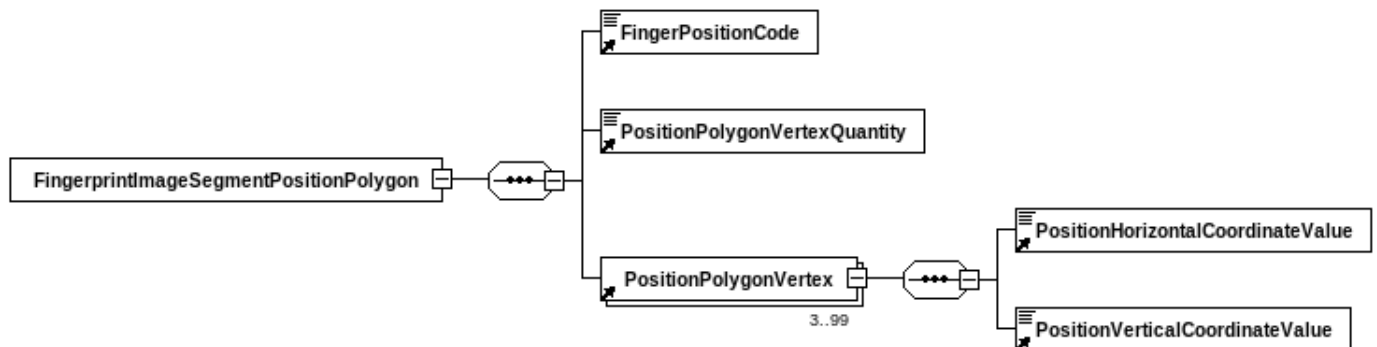 FingerPositionCode
PositionPolygonVertexQuantity
FingerprintImageSegmentPositionPolygon
PositionHorizontalCoordinateValue
PositionPolygonVertex
3..99
PositionVerticalCoordinateValue